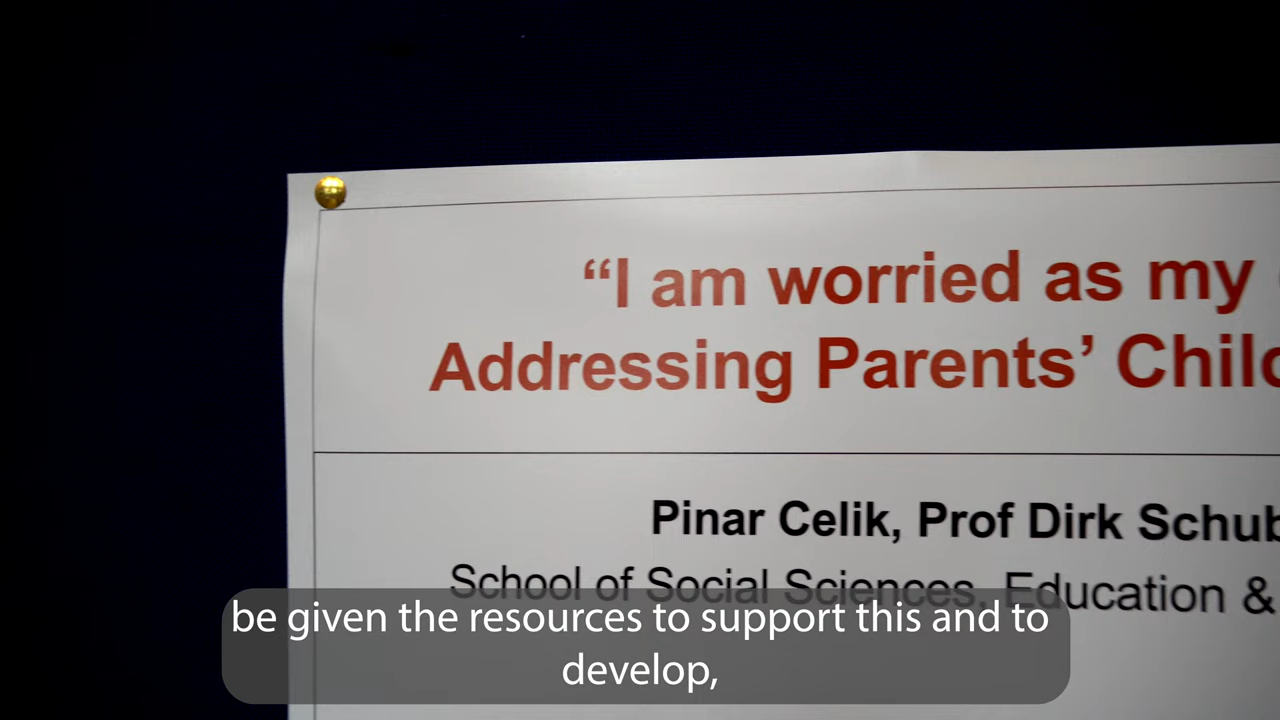 “I am worried as my
Addressing Parents’ Chil
Pinar Celik, Prof Dirk Schub
School of Social Sciences, Education &
be given the resources to support this and to
develop,